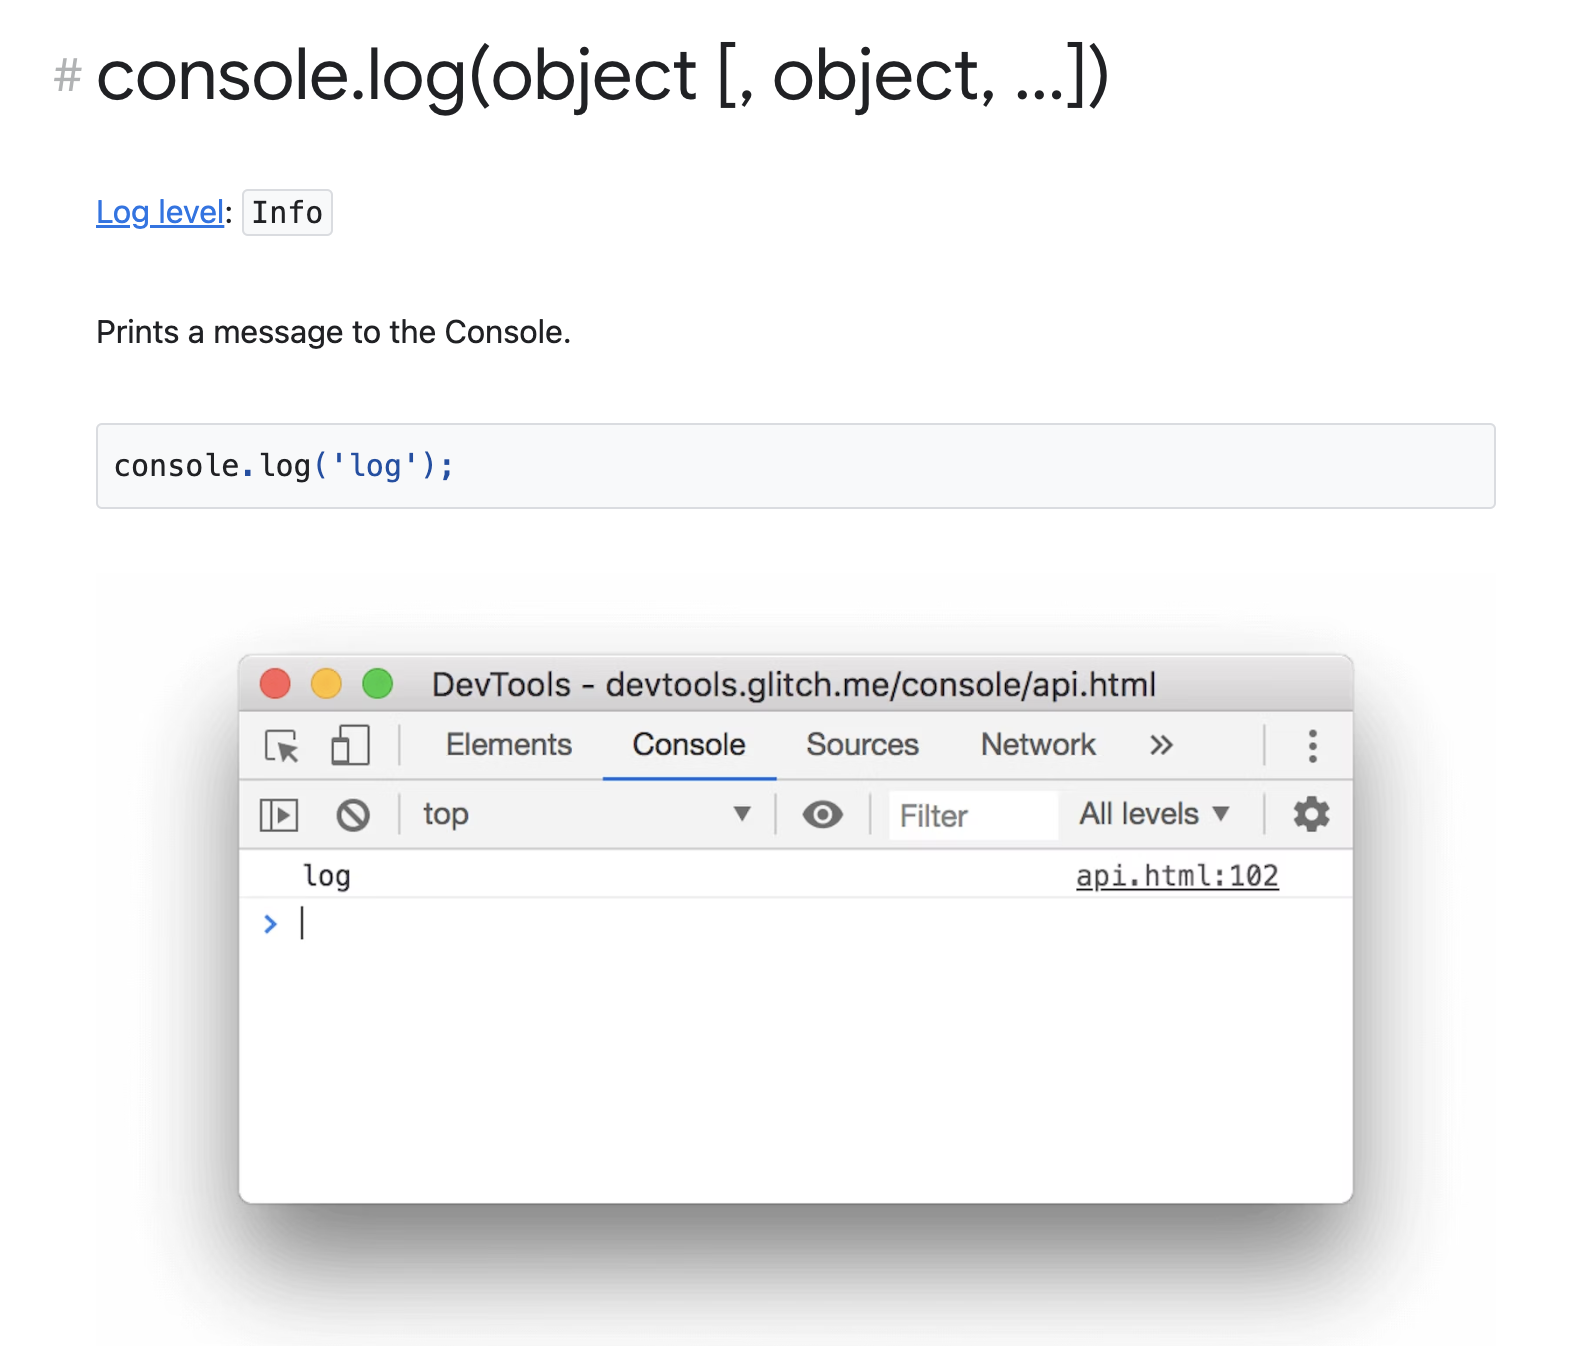 # console.log(object [, object, ...])
Log level: Info
Prints a message to the Console.
console.log('log');
DevTools - devtools.glitch.me/console/api.html
Elements Console Sources Network »
top ▼ Filter All levels ▼
log api.html:102
>